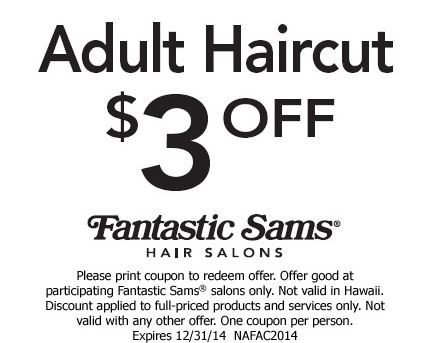 Adult Haircut
$3 OFF
Fantastic Sams®
HAIR SALONS
Please print coupon to redeem offer. Offer good at
participating Fantastic Sams® salons only. Not valid in Hawaii.
Discount applied to full-priced products and services only. Not
valid with any other offer. One coupon per person.
Expires 12/31/14 NAFAC2014